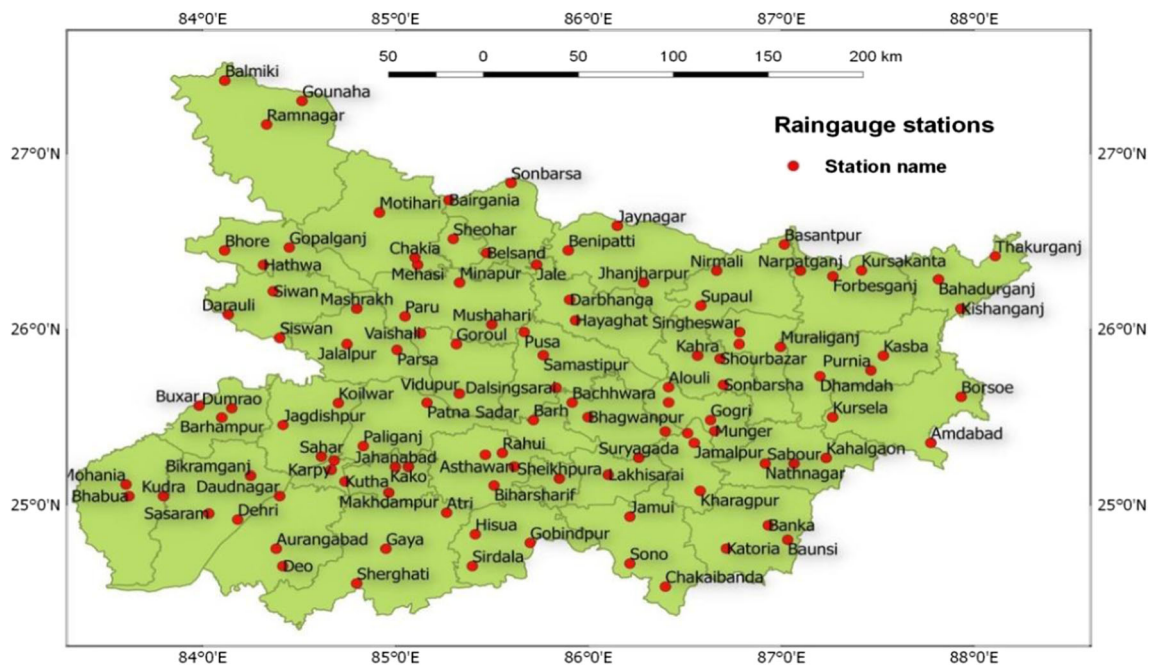 84°0'E 85°0'E 86°0'E 87°0'E 88°0'E
50 0 50 100 150 200 km
Balmiki
Gounaha
Ramnagar
Raingauge stations
27°0'N 27°0'N
Station name
Sonbarsa
Motihari Bairgania
Jaynagar
Sheohar
Basantpur
Bhore Gopalganj
Chakia Belsand Benipatti
Thakurganj
Hathwa
Mehasi Minapur Jale Jhanjharpur Nirmali Narpatganj Kursakanta
Forbesganj Bahadurganj
Siwan
Mashrakh Paru Darbhanga Supaul
Darauli
Kishanganj
Mushahari Hayaghat Singheswar
26°0'N 26°0'N
Siswan Vaishali Goroul Pusa Muraliganj
Jalalpur Parsa Samastipur Kahra Shourbazar Purnia Kasba
Dhamdah
Vidupur Dalsingsarai Alouli Sonbarsha Borsoe
Buxar Dumrao Koilwar Bachhwara
Barhampur Jagdishpur Patna Sadar Barh Bhagwanpur Gogri Kursela
Munger Amdabad
Sahar Paliganj Rahui Suryagada Jamalpur Sabour Kahalgaon
Mohania Bikramganj Karpy Jahanabad Asthawan Sheikhpura Lakhisarai Nathnagar
Bhabua Kudra Daudnagar Kutha Kako
Makhdampur Atri Biharsharif Kharagpur
25°0'N 25°0'N
Sasaram Dehri Jamui
Hisua Gobindpur Banka
Aurangabad Gaya Katoria Baunsi
Deo Sirdala Sono
Sherghati Chakaibanda
84°0'E 85°0'E 86°0'E 87°0'E 88°0'E